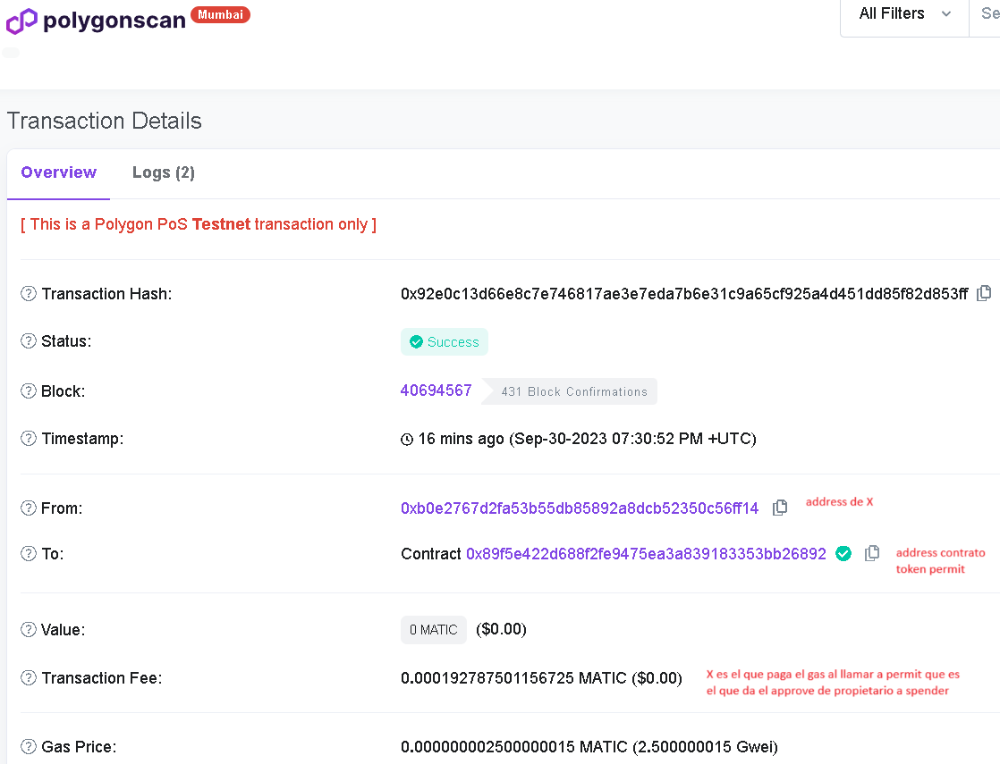 polygonscan Mumbai
All Filters
Se
Transaction Details
Overview Logs (2)
[ This is a Polygon PoS Testnet transaction only ]
Transaction Hash: 0x92e0c13d66e8c7e746817ae3e7eda7b6e31c9a65cf925a4d451dd85f82d853ff
Status: Success
Block: 40694567 431 Block Confirmations
Timestamp: 16 mins ago (Sep-30-2023 07:30:52 PM +UTC)
From: 0xb0e2767d2fa53b55db85892a8dcb52350c56ff14 address de X
To: Contract 0x89f5e422d688f2fe9475ea3a839183353bb26892 address contrato
token permit
Value: 0 MATIC ($0.00)
Transaction Fee: 0.000192787501156725 MATIC ($0.00) X es el que paga el gas al llamar a permit que es
el que da el approve de propietario a spender
Gas Price: 0.000000002500000015 MATIC (2.500000015 Gwei)